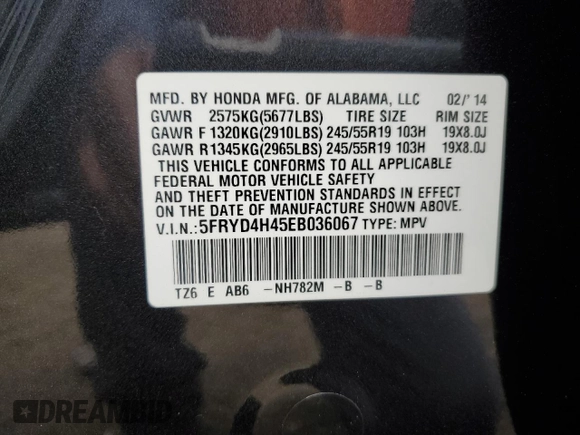 MFD. BY HONDA MFG. OF ALABAMA, LLC 02/'14
GVWR 2575KG(5677LBS) TIRE SIZE RIM SIZE
GAWR F 1320KG(2910LBS) 245/55R19 103H 19X8.0J
GAWR R 1345KG(2965LBS) 245/55R19 103H 19X8.0J
THIS VEHICLE CONFORMS TO ALL APPLICABLE
FEDERAL MOTOR VEHICLE SAFETY
AND THEFT PREVENTION STANDARDS IN EFFECT
ON THE DATE OF MANUFACTURE SHOWN ABOVE.
V.I.N.: 5FRYD4H45EB036067 TYPE: MPV
TZ6 E AB6 -NH782M -B -B
DREAMBID